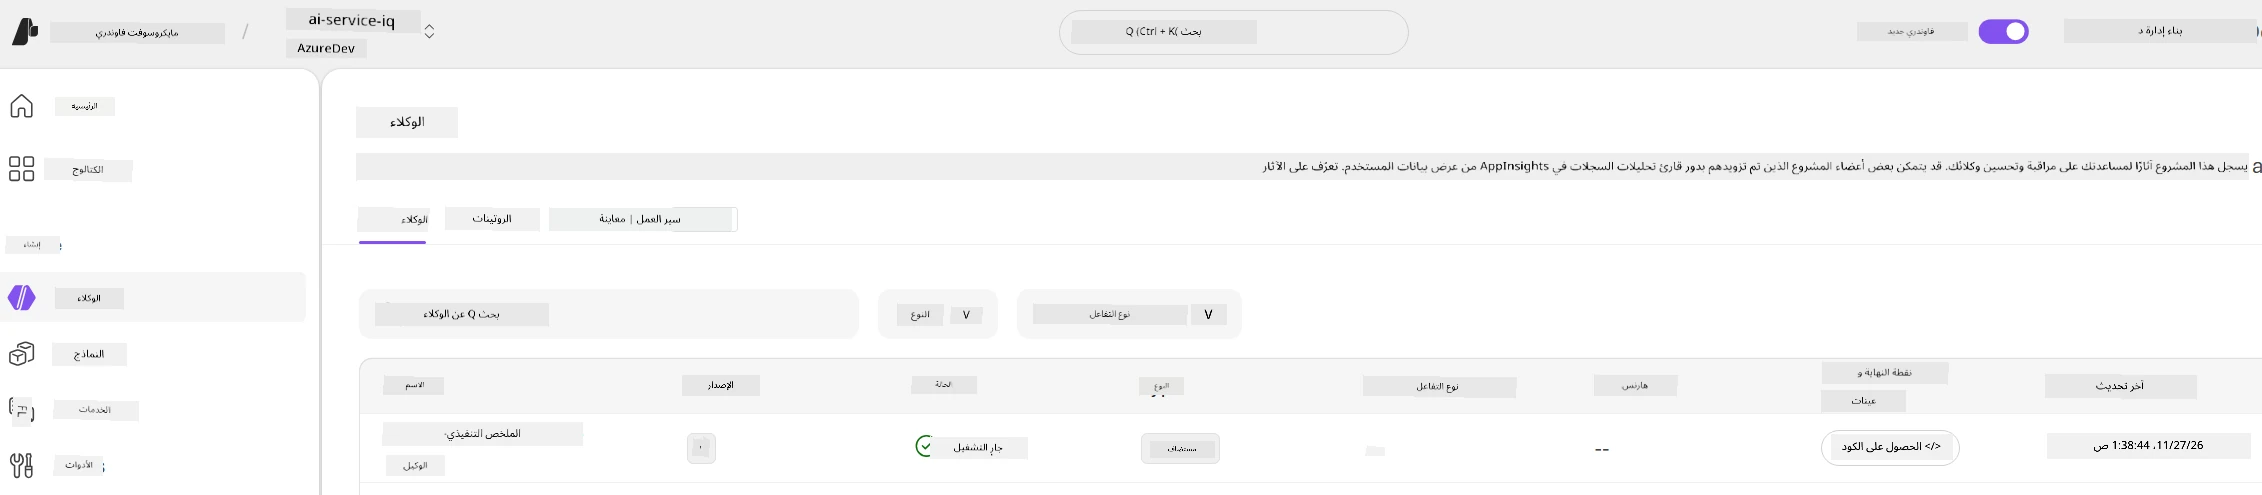 مايكروسوفت فاوندري
/
ai-service-iq
AzureDev
Q (Ctrl + K( بحث
فاوندري جديد
بناء إدارة د
الرئيسية
الكتالوج
إنشاء
الوكلاء
النماذج
الخدمات
الأدوات
الوكلاء
يسجل هذا المشروع آثارًا لمساعدتك على مراقبة وتحسين وكلائك. قد يتمكن بعض أعضاء المشروع الذين تم تزويدهم بدور قارئ تحليلات السجلات في AppInsights من عرض بيانات المستخدم. تعرّف على الآثار
الوكلاء
الروتينات
سير العمل | معاينة
بحث Q عن الوكلاء
النوع V
نوع التفاعل V
الاسم
الإصدار
الحالة
النوع
نوع التفاعل
هارنس
نقطة النهاية و
عينات
آخر تحديث
الملخص التنفيذي-
الوكيل
جارٍ التشغيل
مستضاف
--
</> الحصول على الكود
11/27/26، 1:38:44 ص